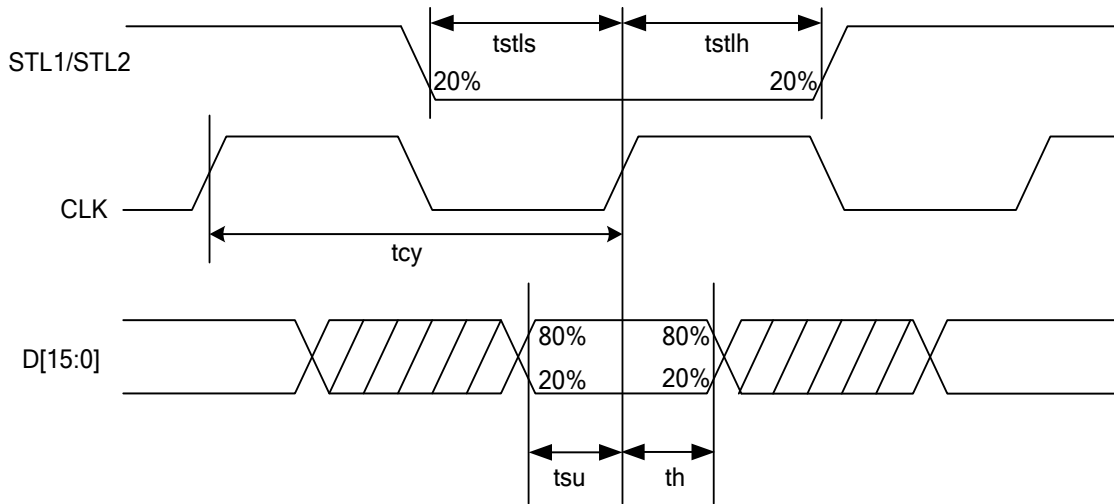 tstls
tstlh
STL1/STL2
20%
20%
CLK
tcy
D[15:0]
80%
80%
20%
20%
tsu
th